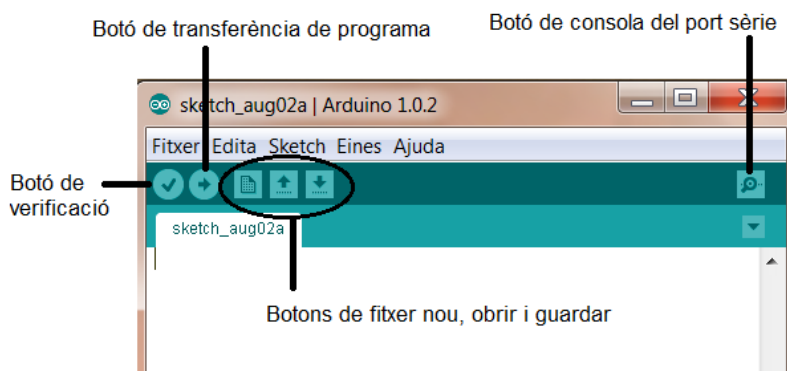 Botó de transferència de programa
Botó de consola del port sèrie
sketch_aug02a | Arduino 1.0.2
Fitxer Edita Sketch Eines Ajuda
Botó de
verificació
sketch_aug02a
Botons de fitxer nou, obrir i guardar